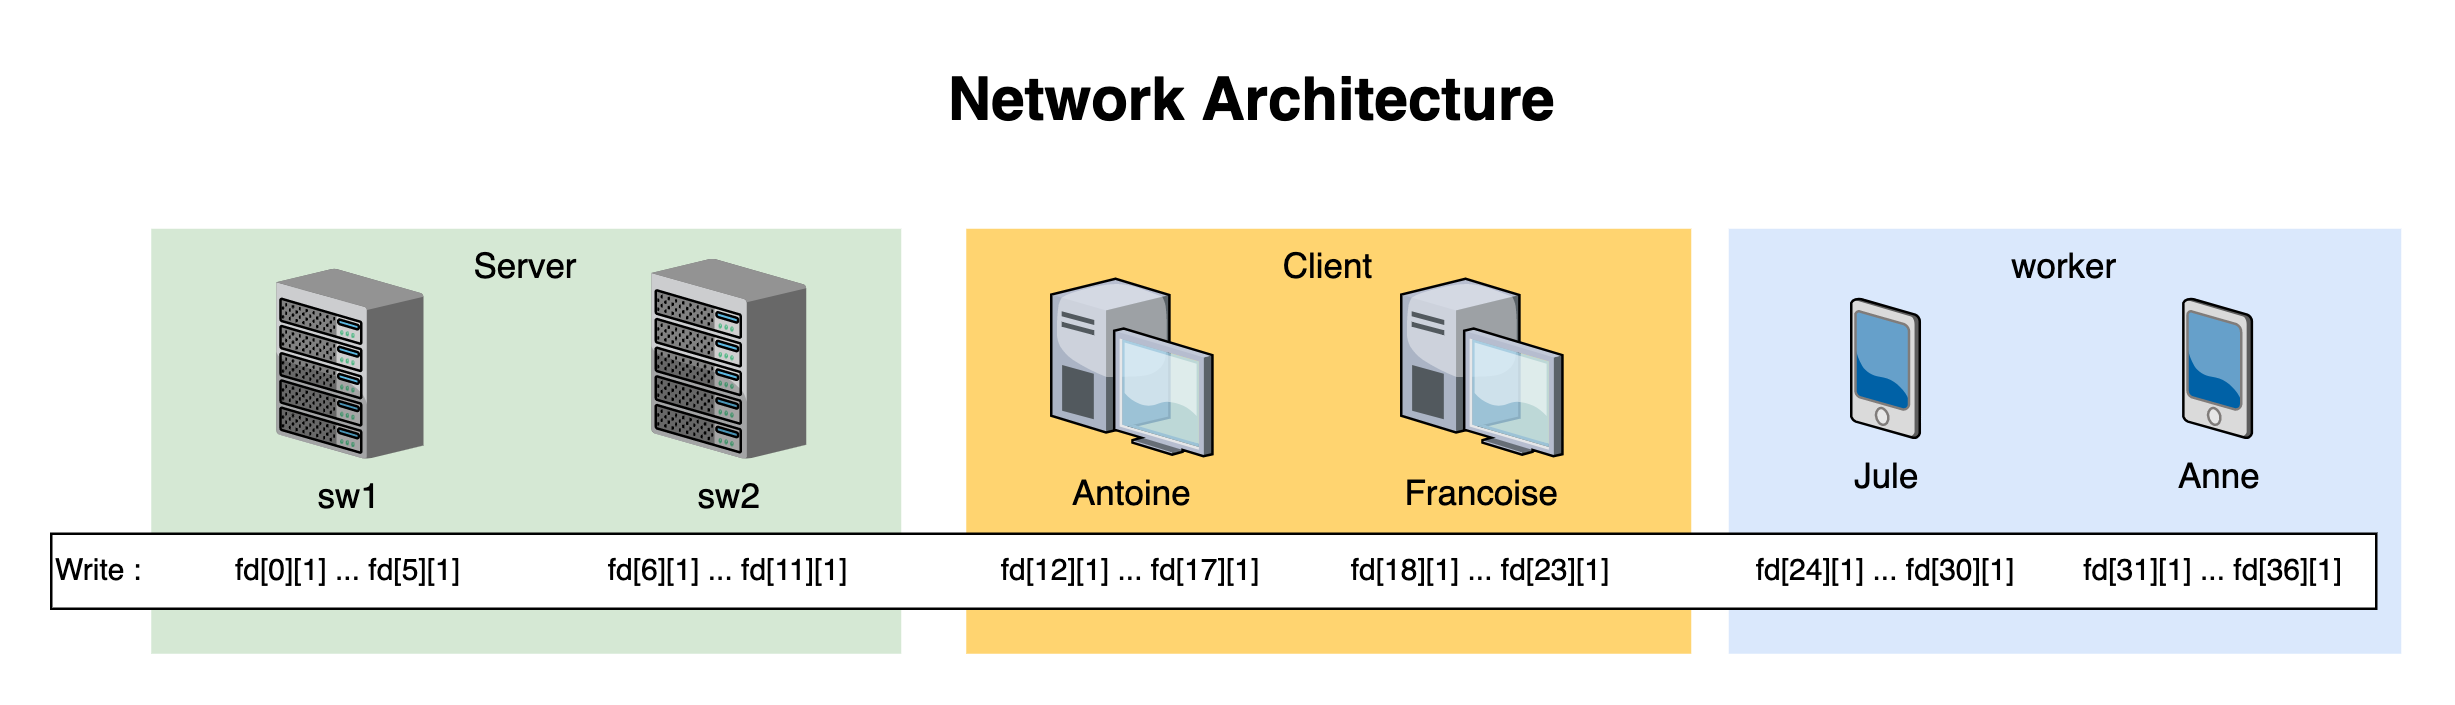 Network Architecture
Server
Client
worker
sw1
sw2
Antoine
Francoise
Jule
Anne
Write : fd[0][1] ... fd[5][1] fd[6][1] ... fd[11][1] fd[12][1] ... fd[17][1] fd[18][1] ... fd[23][1] fd[24][1] ... fd[30][1] fd[31][1] ... fd[36][1]